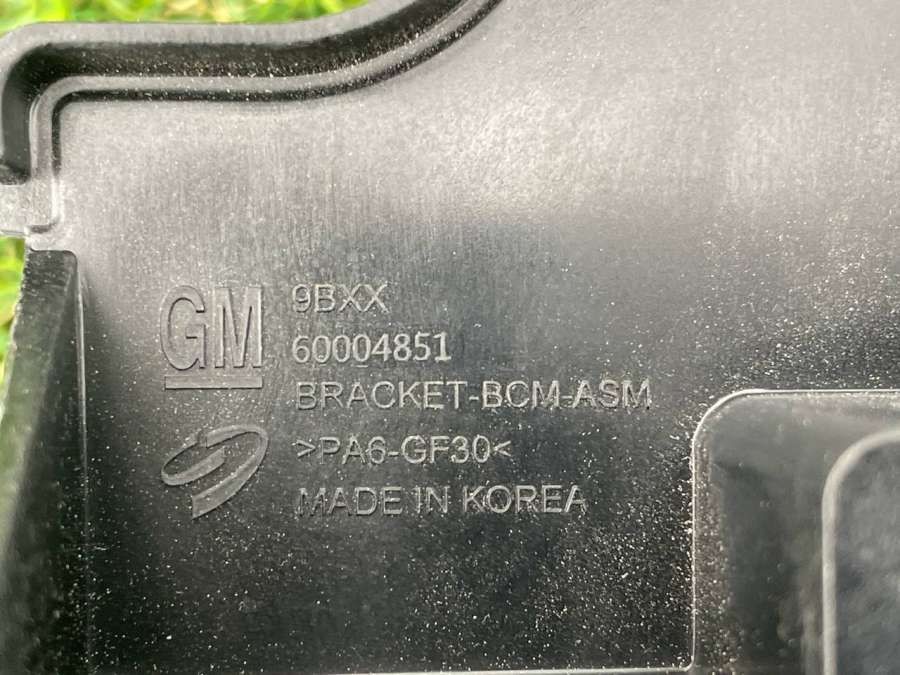 GM
9BXX
60004851
BRACKET-BCM-ASM
>PA6-GF30<
MADE IN KOREA